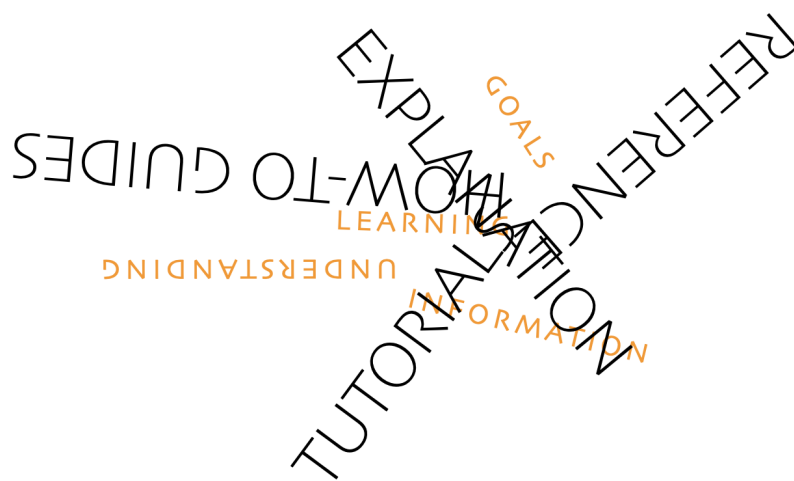 EXPLANATION
REFERENCE
GOALS
HOW-TO GUIDES
LEARNING
UNDERSTANDING
INFORMATION
TUTORIALS